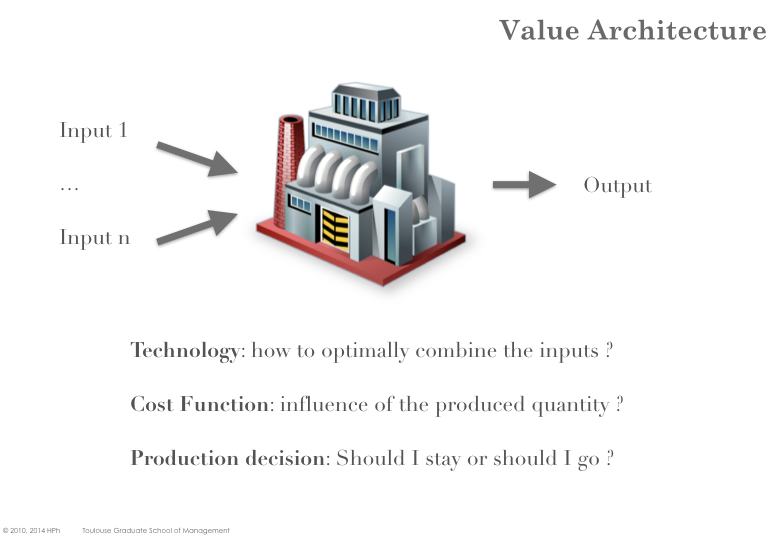 Value Architecture
Input 1
...
Input n
Output
Technology: how to optimally combine the inputs ?
Cost Function: influence of the produced quantity ?
Production decision: Should I stay or should I go ?
© 2010, 2014 HPh Toulouse Graduate School of Management